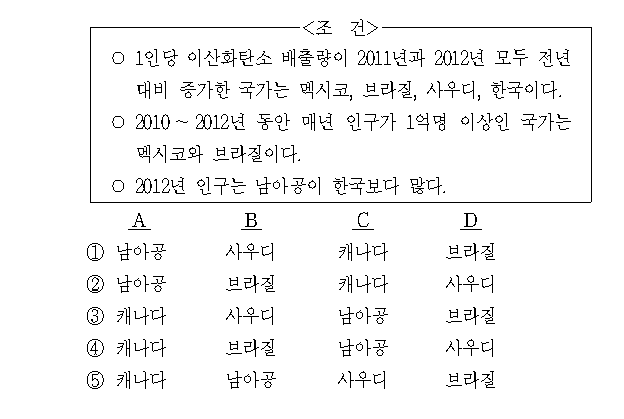 <조 건>
○ 1인당 이산화탄소 배출량이 2011년과 2012년 모두 전년
대비 증가한 국가는 멕시코, 브라질, 사우디, 한국이다.
○ 2010 ~ 2012년 동안 매년 인구가 1억명 이상인 국가는
멕시코와 브라질이다.
○ 2012년 인구는 남아공이 한국보다 많다.
A B C D
① 남아공 사우디 캐나다 브라질
② 남아공 브라질 캐나다 사우디
③ 캐나다 사우디 남아공 브라질
④ 캐나다 브라질 남아공 사우디
⑤ 캐나다 남아공 사우디 브라질